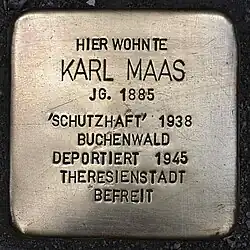 HIER WOHNTE
KARL MAAS
JG. 1885
'SCHUTZHAFT' 1938
BUCHENWALD
DEPORTIERT 1945
THERESIENSTADT
BEFREIT